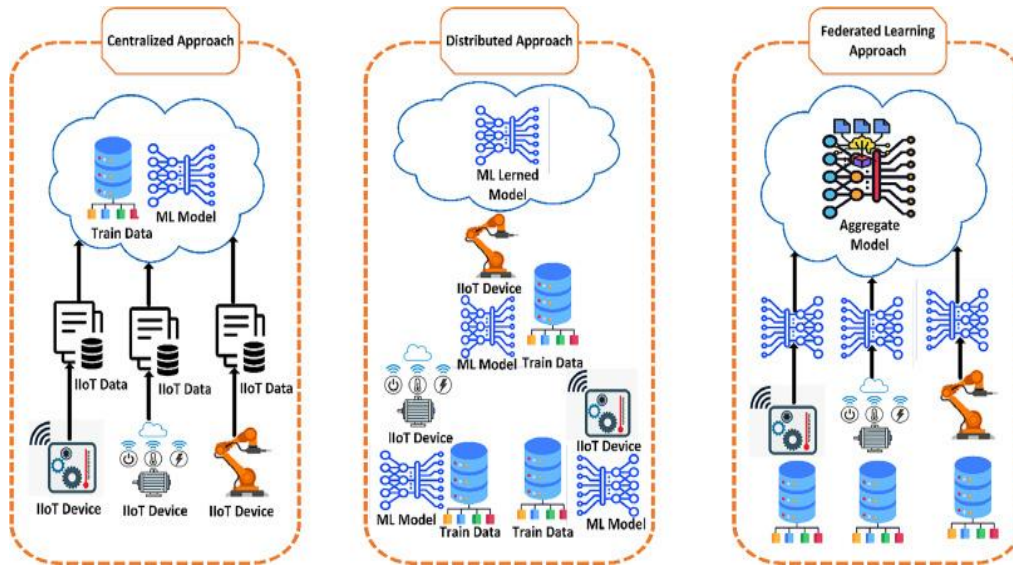 Centralized Approach
Train Data
ML Model
IIoT Data
IIoT Data
IIoT Data
IIoT Device
IIoT Device
IIoT Device
Distributed Approach
ML Lerned
Model
IIoT Device
ML Model
Train Data
IIoT Device
IIoT Device
ML Model
Train Data
Train Data
ML Model
Federated Learning
Approach
Aggregate
Model